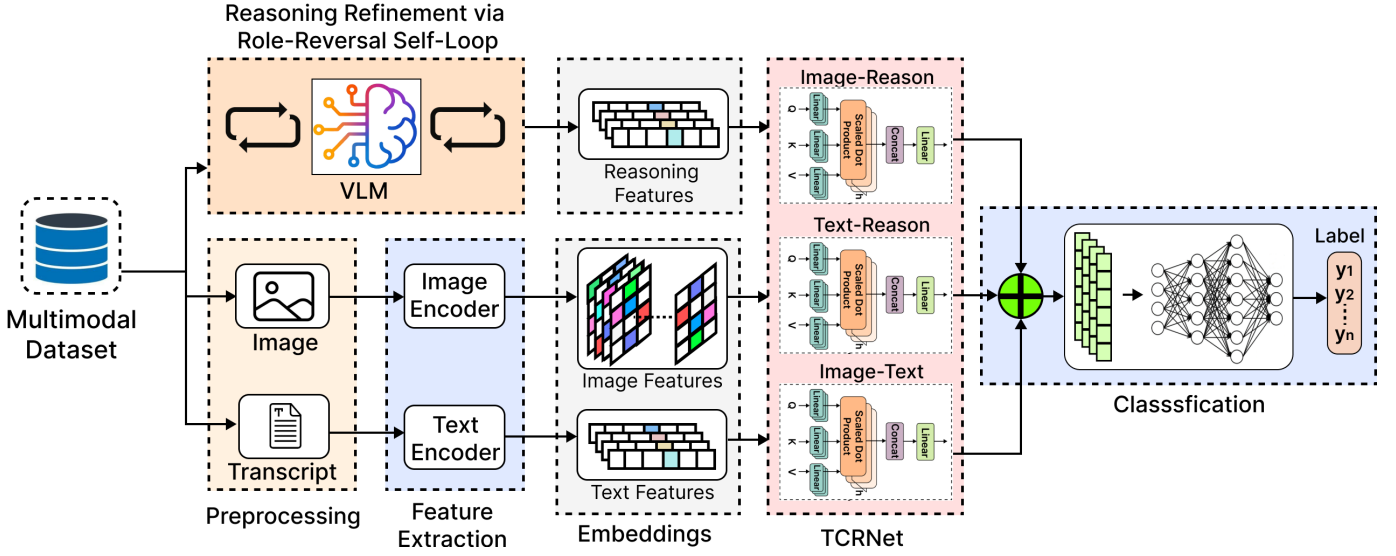 Reasoning Refinement via
Role-Reversal Self-Loop
VLM
Reasoning
Features
Image-Reason
Q
K
V
Linear
Linear
Linear
Scaled Dot
Product
h
Concat
Linear
Multimodal
Dataset
Image
Transcript
Preprocessing
Image
Encoder
Text
Encoder
Feature
Extraction
Image Features
Text Features
Embeddings
Text-Reason
Q
K
V
Linear
Linear
Linear
Scaled Dot
Product
h
Concat
Linear
Image-Text
Q
K
V
Linear
Linear
Linear
Scaled Dot
Product
h
Concat
Linear
TCRNet
Label
y1
y2
yn
Classsfication